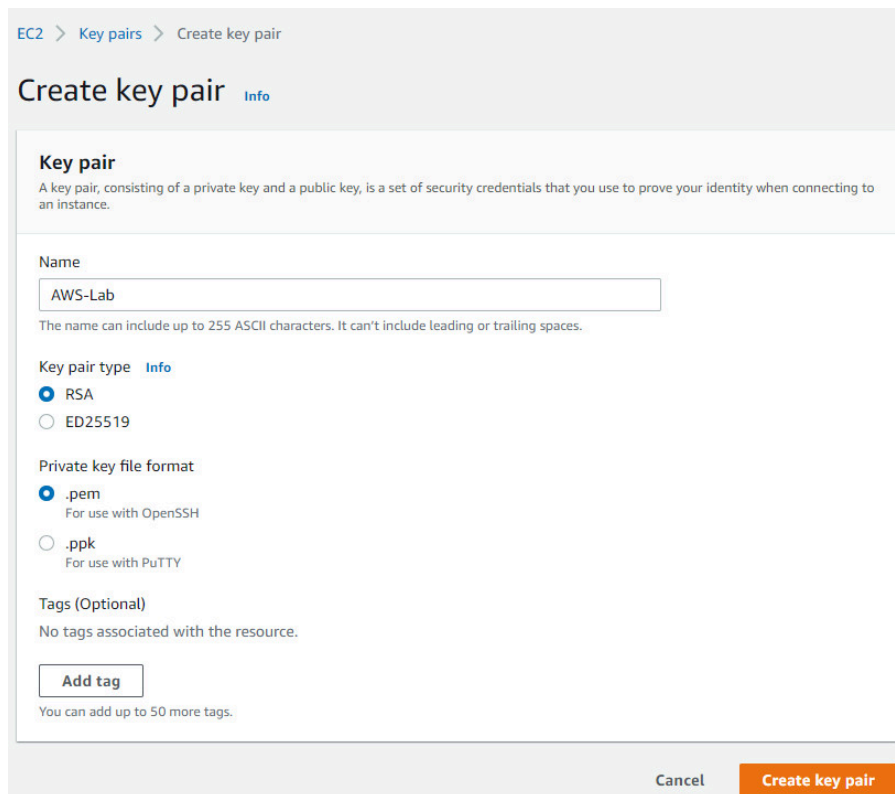 EC2 > Key pairs > Create key pair
Create key pair Info
Key pair
A key pair, consisting of a private key and a public key, is a set of security credentials that you use to prove your identity when connecting to
an instance.
Name
AWS-Lab
The name can include up to 255 ASCII characters. It can't include leading or trailing spaces.
Key pair type Info
RSA
ED25519
Private key file format
.pem
For use with OpenSSH
.ppk
For use with PuTTY
Tags (Optional)
No tags associated with the resource.
Add tag
You can add up to 50 more tags.
Cancel Create key pair